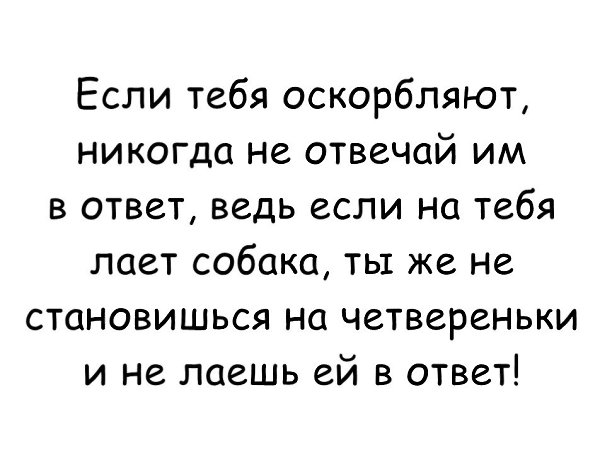 Если тебя оскорбляют,
никогда не отвечай им
в ответ, ведь если на тебя
лает собака, ты же не
становишься на четвереньки
и не лаешь ей в ответ!